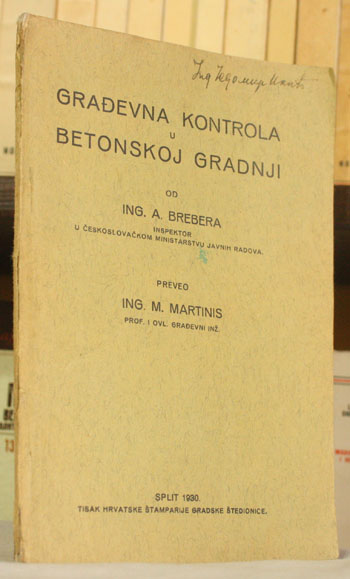 Ing
GRAĐEVNA KONTROLA
U
BETONSKOJ GRADNJI
OD
ING. A. BREBERA
INSPEKTOR
U ČESKOSLOVAČKOM MINISTARSTVU JAVNIH RADOVA.
PREVEO
ING. M. MARTINIS
PROF. I OVL. GRAĐEVNI INŽ.
SPLIT 1930.
TISAK HRVATSKE ŠTAMPARIJE GRADSKE ŠTEDIONICE.